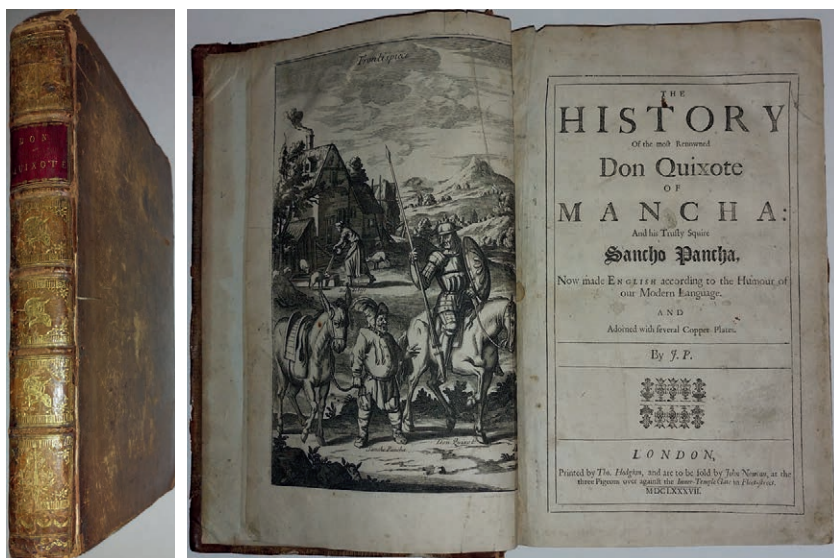 DON
QUIXOTE
Frontispiece
Sancho Pancha
Don Quixote
THE
HISTORY
Of the most Renowned
Don Quixote
OF
MANCHA:
And his Trusty Squire
Sancho Pancha,
Now made ENGLISH according to the Humour of
our Modern Language.
AND
Adorned with several Copper Plates.
By J. P.
LONDON,
Printed by Tho. Hodgkin, and are to be sold by John Newton, at the
three Pigeons over against the Inner-Temple Gate in Fleetstreet.
MDCLXXXVII.